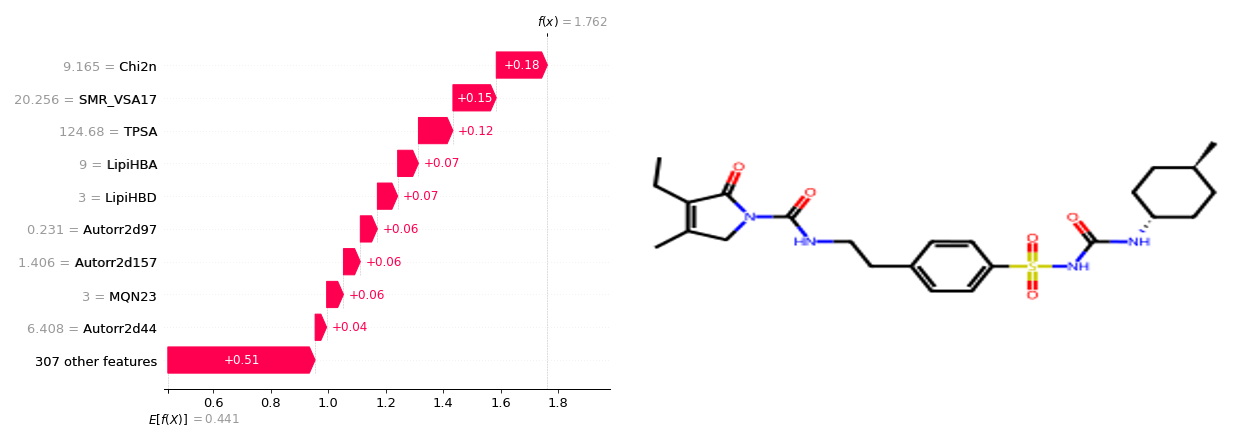 f(x) = 1.762
9.165 = Chi2n
+0.18
20.256 = SMR_VSA17
+0.15
124.68 = TPSA
+0.12
9 = LipiHBA
+0.07
3 = LipiHBD
+0.07
0.231 = Autorr2d97
+0.06
1.406 = Autorr2d157
+0.06
3 = MQN23
+0.06
6.408 = Autorr2d44
+0.04
307 other features
+0.51
0.6 0.8 1.0 1.2 1.4 1.6 1.8
E[f(X)] = 0.441
O
N
O
HN
O
S
O
NH
O
NH